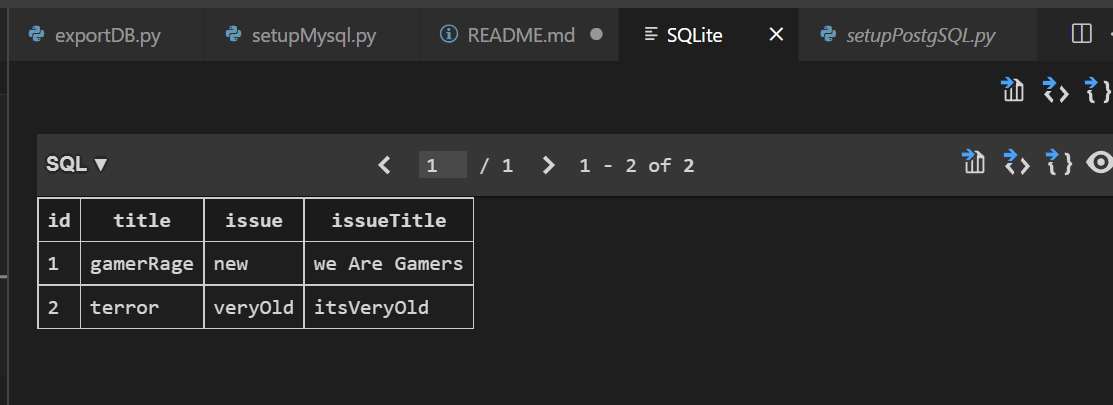 exportDB.py setupMysql.py README.md SQLite setupPostgSQL.py
SQL ▼ 1 / 1 1 - 2 of 2
id title issue issueTitle
1 gamerRage new we Are Gamers
2 terror veryOld itsVeryOld